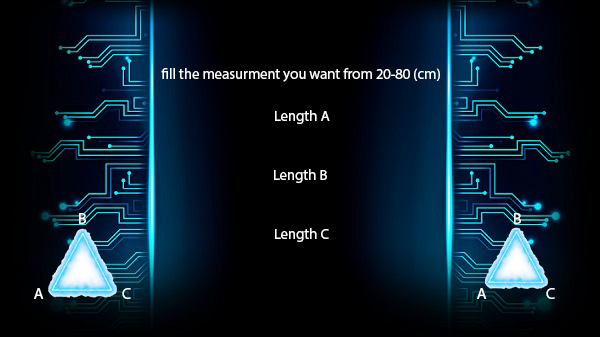 fill the measurment you want from 20-80 (cm)
Length A
Length B
Length C
B
A
C
B
A
C